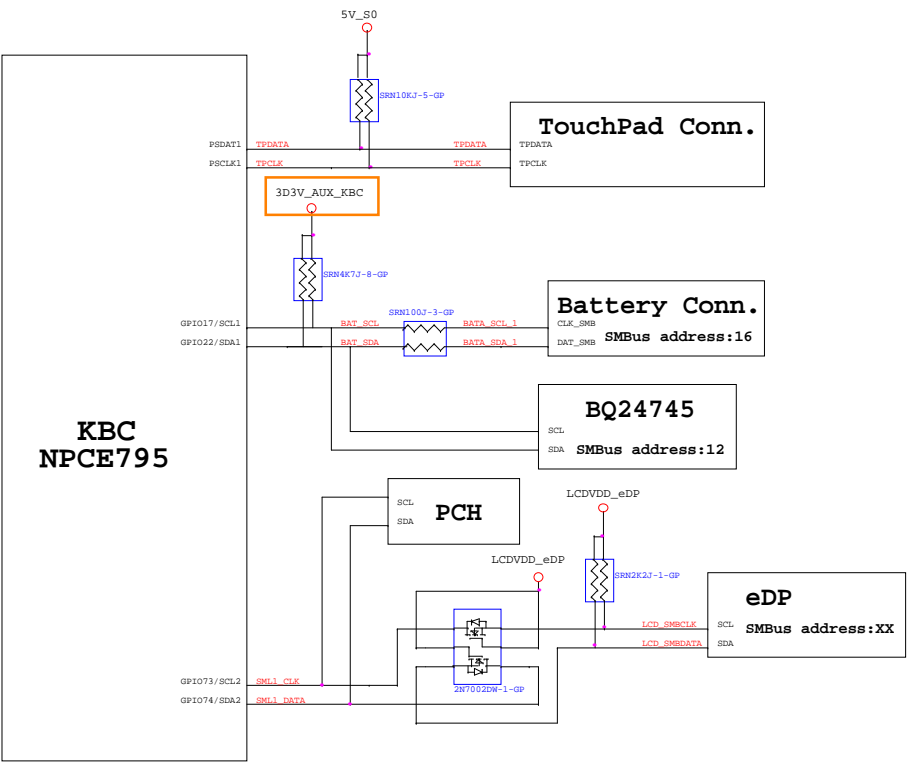 5V_S0
SRN10KJ-5-GP
TouchPad Conn.
PSDAT1 TPDATA TPDATA TPDATA
PSCLK1 TPCLK TPCLK TPCLK
3D3V_AUX_KBC
SRN4K7J-8-GP
Battery Conn.
SRN100J-3-GP
GPIO17/SCL1 BAT_SCL BATA_SCL_1 CLK_SMB
SMBus address:16
GPIO22/SDA1 BAT_SDA BATA_SDA_1 DAT_SMB
BQ24745
SCL
SDA SMBus address:12
KBC
NPCE795
SCL
PCH
SDA
LCDVDD_eDP
LCDVDD_eDP
SRN2K2J-1-GP
eDP
LCD_SMBCLK SCL SMBus address:XX
LCD_SMBDATA SDA
GPIO73/SCL2 SML1_CLK
2N7002DW-1-GP
GPIO74/SDA2 SML1_DATA